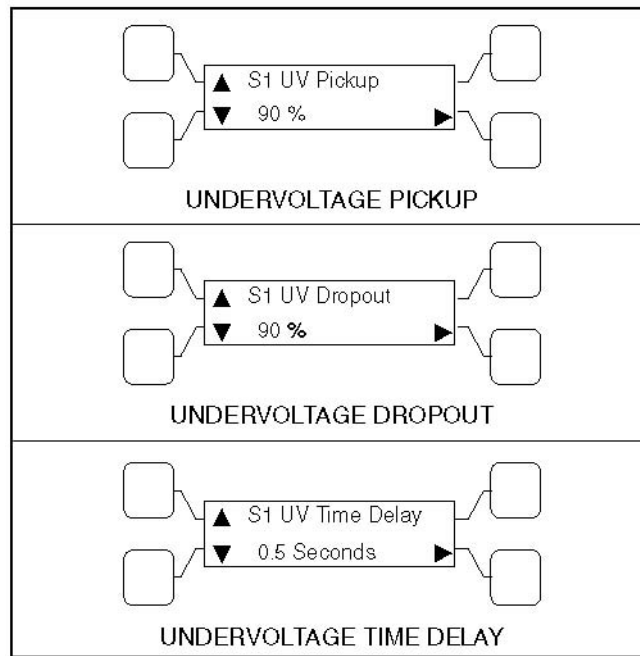 S1 UV Pickup
90 %
UNDERVOLTAGE PICKUP
S1 UV Dropout
90 %
UNDERVOLTAGE DROPOUT
S1 UV Time Delay
0.5 Seconds
UNDERVOLTAGE TIME DELAY